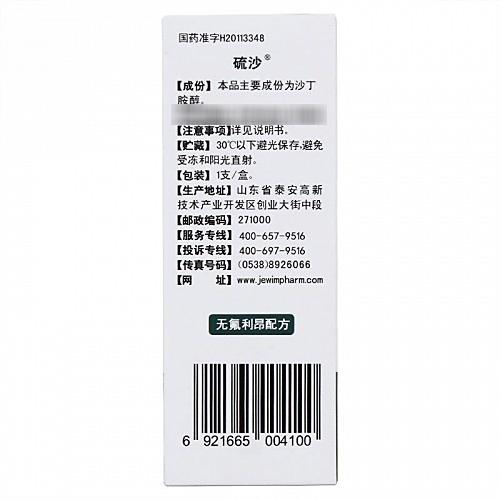 国药准字H20113348
硫沙®
【成份】本品主要成份为沙丁
胺醇。
【注意事项】详见说明书。
【贮藏】30℃以下避光保存,避免
受冻和阳光直射。
【包装】1支/盒。
【生产地址】山东省泰安高新
技术产业开发区创业大街中段
【邮政编码】271000
【服务专线】400-657-9516
【投诉专线】400-697-9516
【传真号码】(0538)8926066
【网 址】www.jewimpharm.com
无氟利昂配方
6 921665 004100